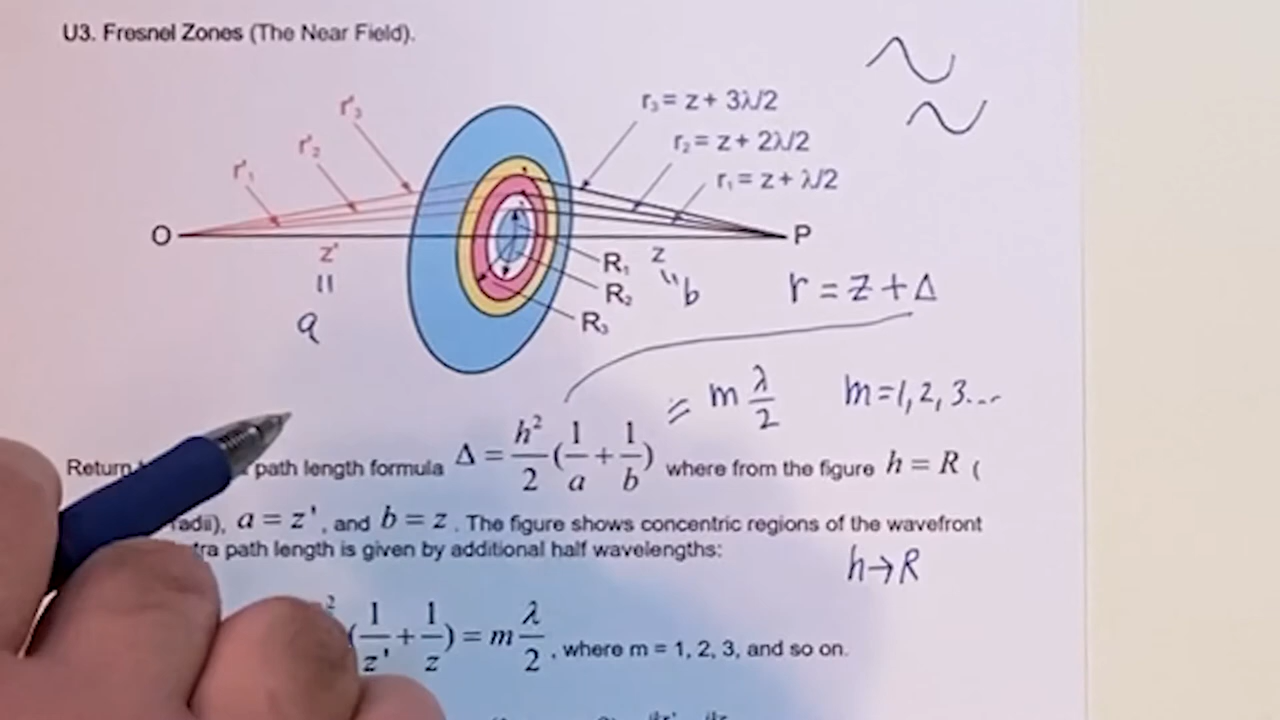 U3. Fresnel Zones (The Near Field).
r'₃
r₃ = z + 3λ/2
r'₂
r₂ = z + 2λ/2
r'₁
r₁ = z + λ/2
O
P
z'
z
R₁
R₂
R₃
"
a
" b
r = z + Δ
= m λ/2
m = 1, 2, 3...
Return path length formula Δ = h²/2 (1/a + 1/b) where from the figure h = R (
radii), a = z', and b = z. The figure shows concentric regions of the wavefront
path length is given by additional half wavelengths:
h → R
(1/z' + 1/z) = m λ/2, where m = 1, 2, 3, and so on.